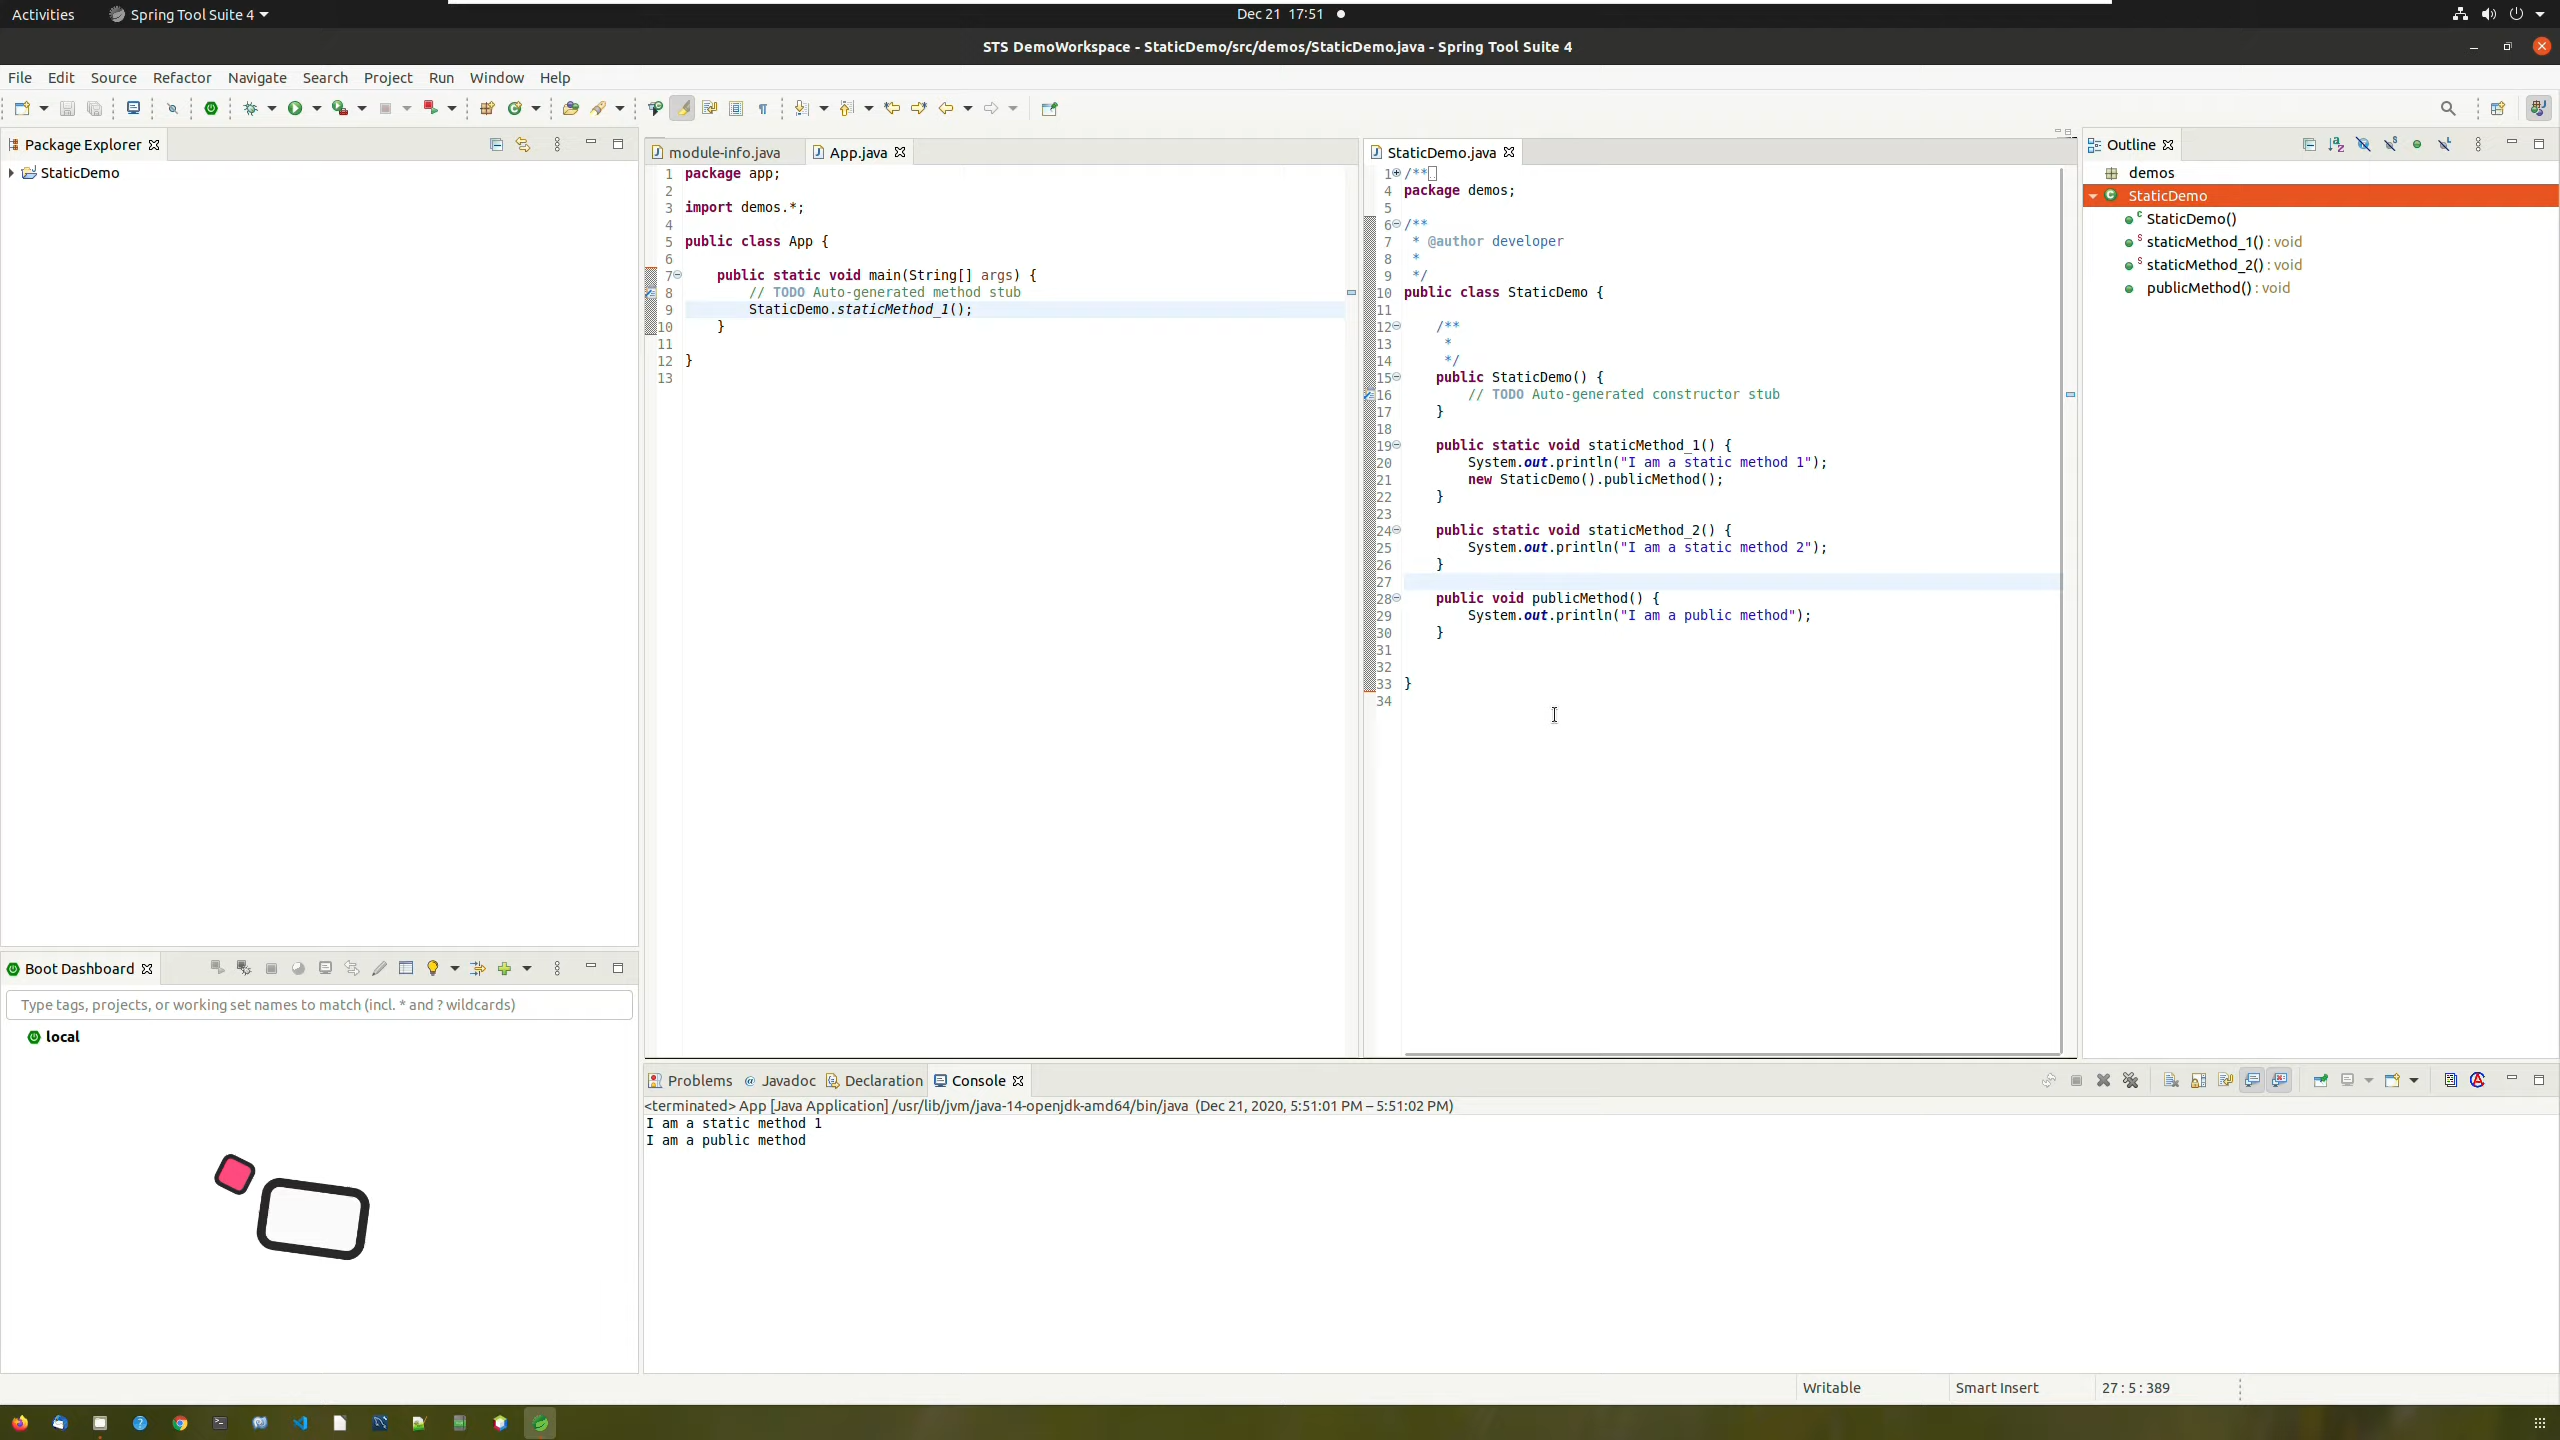 Activities Spring Tool Suite 4 Dec 21 17:51
STS DemoWorkspace - StaticDemo/src/demos/StaticDemo.java - Spring Tool Suite 4
File Edit Source Refactor Navigate Search Project Run Window Help
Package Explorer
StaticDemo
module-info.java App.java
1 package app;
2
3 import demos.*;
4
5 public class App {
6
7 public static void main(String[] args) {
8 // TODO Auto-generated method stub
9 StaticDemo.staticMethod_1();
10 }
11
12 }
13
StaticDemo.java
1 /**
4 package demos;
5
6 /**
7 * @author developer
8 *
9 */
10 public class StaticDemo {
11
12 /**
13 *
14 */
15 public StaticDemo() {
16 // TODO Auto-generated constructor stub
17 }
18
19 public static void staticMethod_1() {
20 System.out.println("I am a static method 1");
21 new StaticDemo().publicMethod();
22 }
23
24 public static void staticMethod_2() {
25 System.out.println("I am a static method 2");
26 }
27
28 public void publicMethod() {
29 System.out.println("I am a public method");
30 }
31
32
33 }
34
Outline
demos
StaticDemo
StaticDemo()
staticMethod_1() : void
staticMethod_2() : void
publicMethod() : void
Boot Dashboard
Type tags, projects, or working set names to match (incl. * and ? wildcards)
local
Problems @ Javadoc Declaration Console
<terminated> App [Java Application] /usr/lib/jvm/java-14-openjdk-amd64/bin/java (Dec 21, 2020, 5:51:01 PM – 5:51:02 PM)
I am a static method 1
I am a public method
Writable Smart Insert 27 : 5 : 389